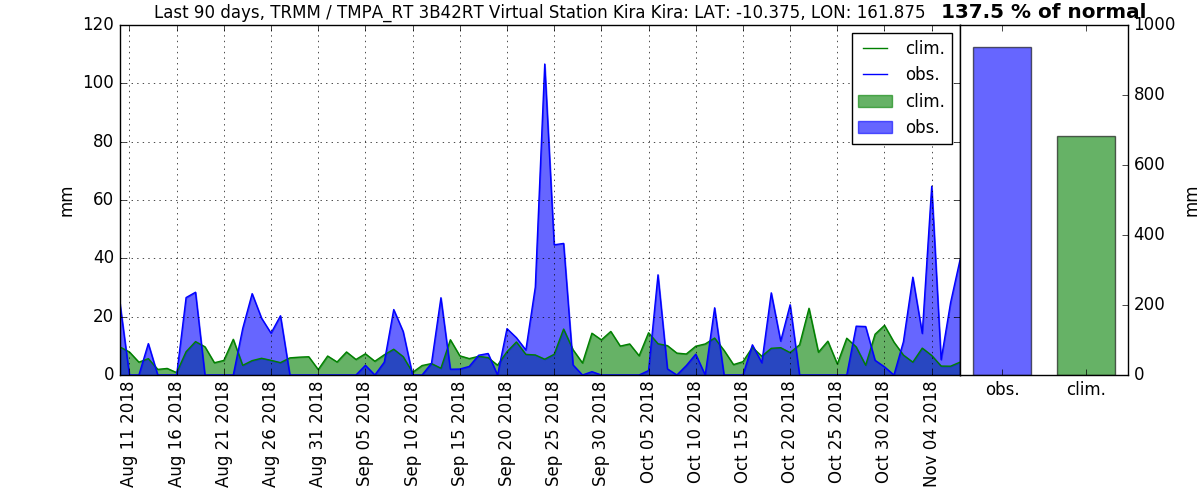 Last 90 days, TRMM / TMPA_RT 3B42RT Virtual Station Kira Kira: LAT: -10.375, LON: 161.875 137.5 % of normal
120
100
80
60
40
20
0
mm
clim.
obs.
clim.
obs.
1000
800
600
400
200
0
mm
obs.
clim.
Aug 11 2018
Aug 16 2018
Aug 21 2018
Aug 26 2018
Aug 31 2018
Sep 05 2018
Sep 10 2018
Sep 15 2018
Sep 20 2018
Sep 25 2018
Sep 30 2018
Oct 05 2018
Oct 10 2018
Oct 15 2018
Oct 20 2018
Oct 25 2018
Oct 30 2018
Nov 04 2018